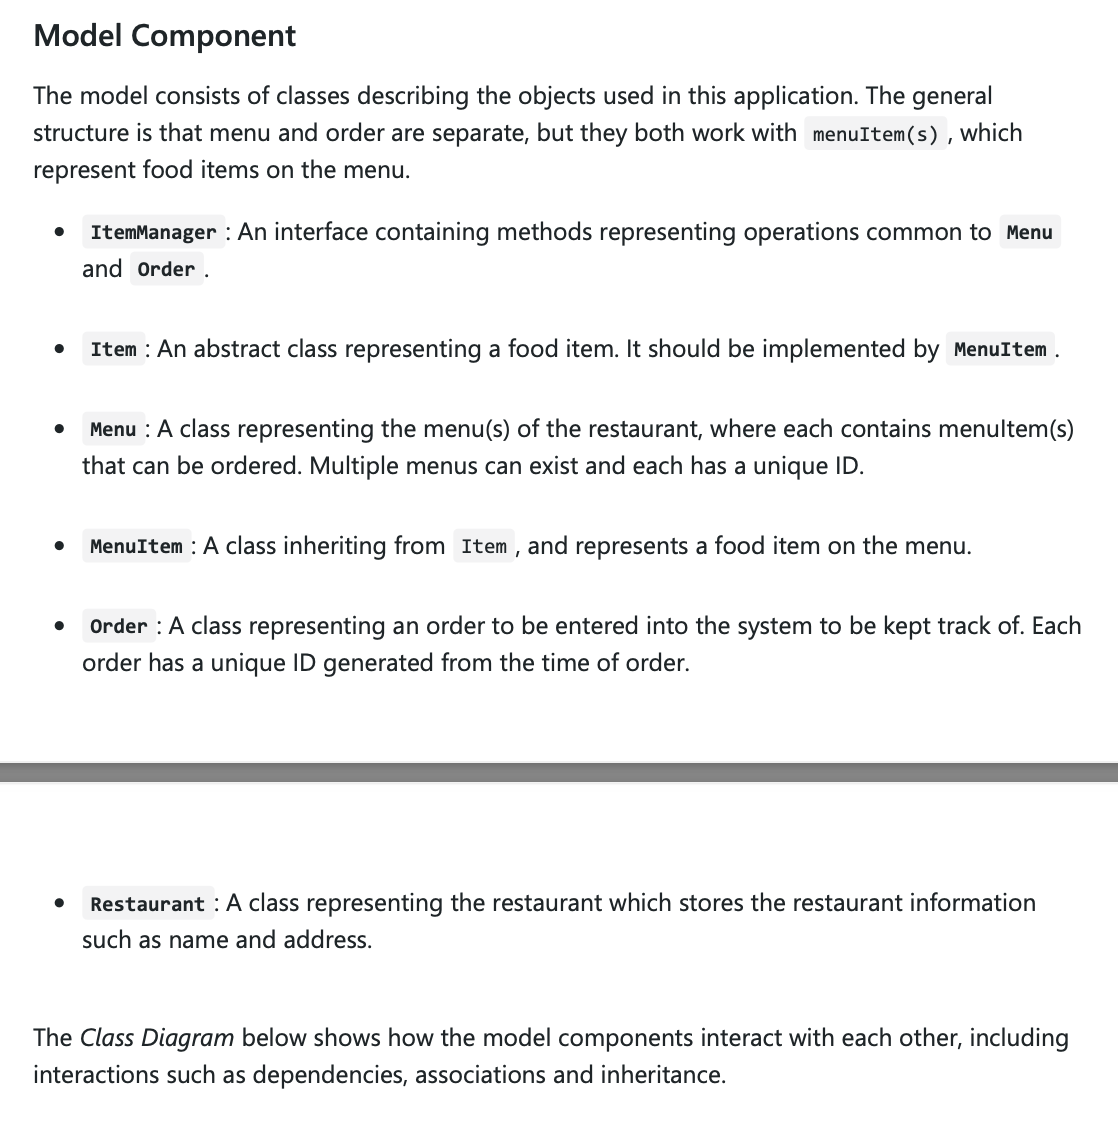 Model Component
The model consists of classes describing the objects used in this application. The general
structure is that menu and order are separate, but they both work with menuItem(s) , which
represent food items on the menu.
• ItemManager : An interface containing methods representing operations common to Menu
and Order .
• Item : An abstract class representing a food item. It should be implemented by MenuItem .
• Menu : A class representing the menu(s) of the restaurant, where each contains menuItem(s)
that can be ordered. Multiple menus can exist and each has a unique ID.
• MenuItem : A class inheriting from Item , and represents a food item on the menu.
• Order : A class representing an order to be entered into the system to be kept track of. Each
order has a unique ID generated from the time of order.
• Restaurant : A class representing the restaurant which stores the restaurant information
such as name and address.
The Class Diagram below shows how the model components interact with each other, including
interactions such as dependencies, associations and inheritance.